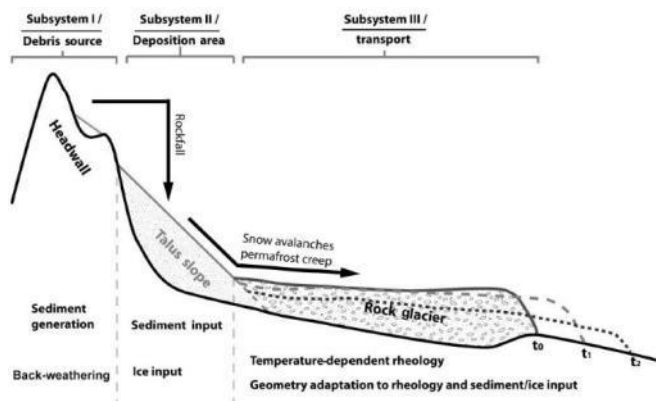 Subsystem I /
Debris source
Subsystem II /
Deposition area
Subsystem III /
transport
Headwall
Rockfall
Talus slope
Snow avalanches
permafrost creep
Rock glacier
t0
t1
t2
Sediment
generation
Sediment input
Back-weathering
Ice input
Temperature-dependent rheology
Geometry adaptation to rheology and sediment/ice input